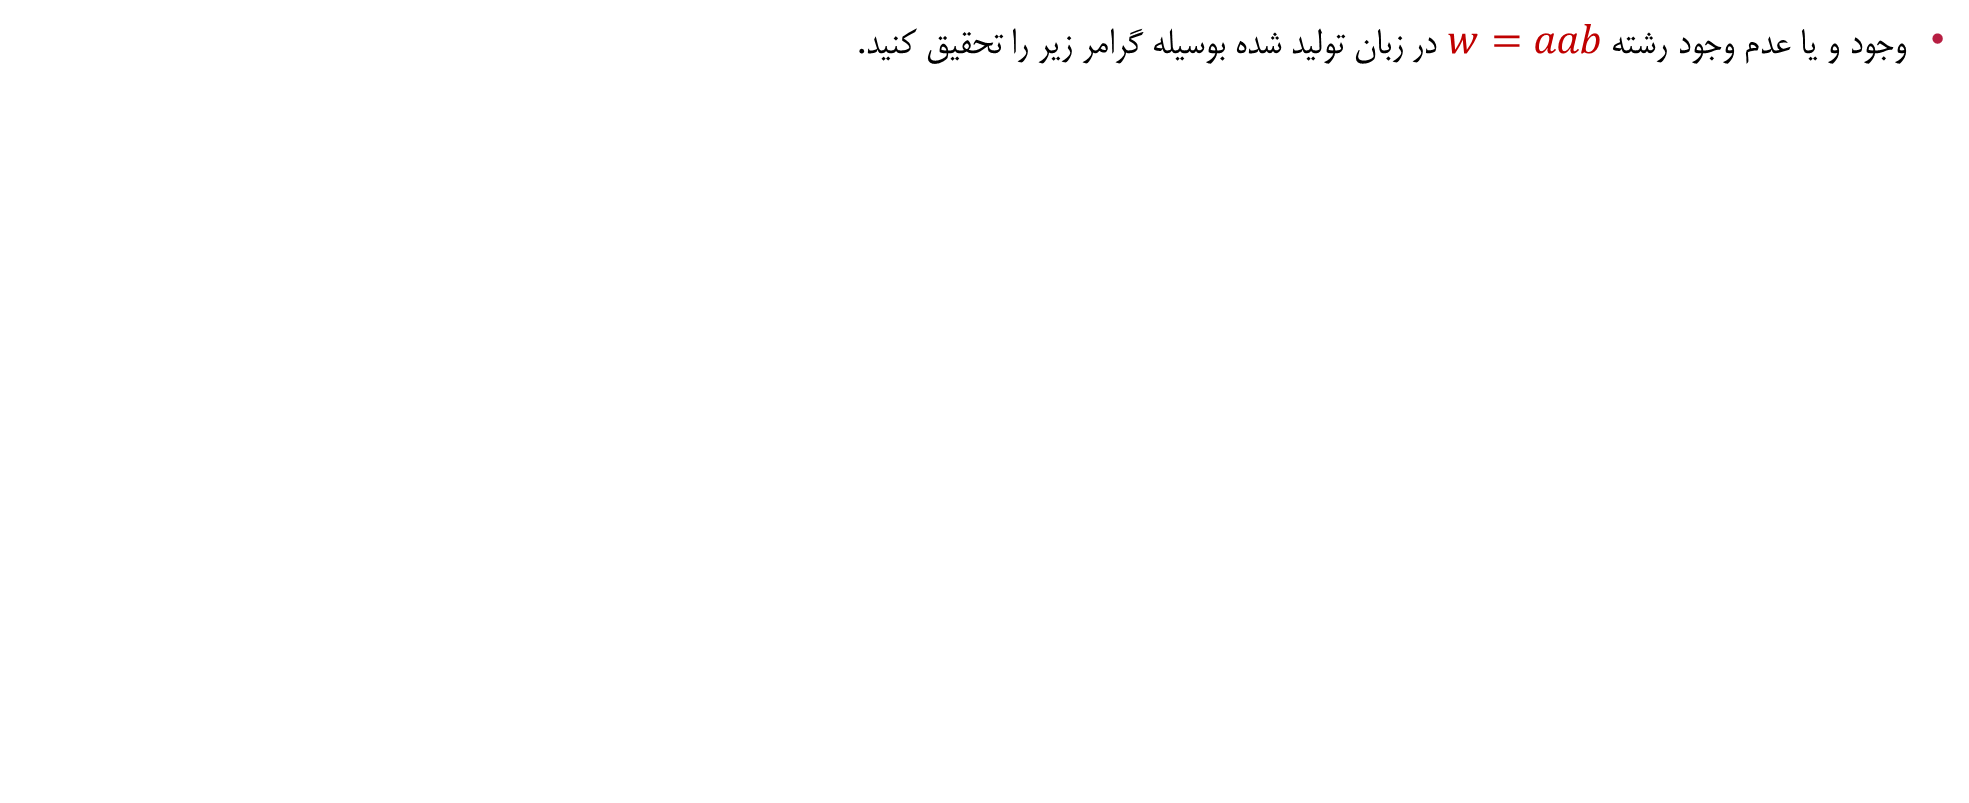 • وجود و یا عدم وجود رشته w = aab در زبان تولید شده بوسیله گرامر زیر را تحقیق کنید.